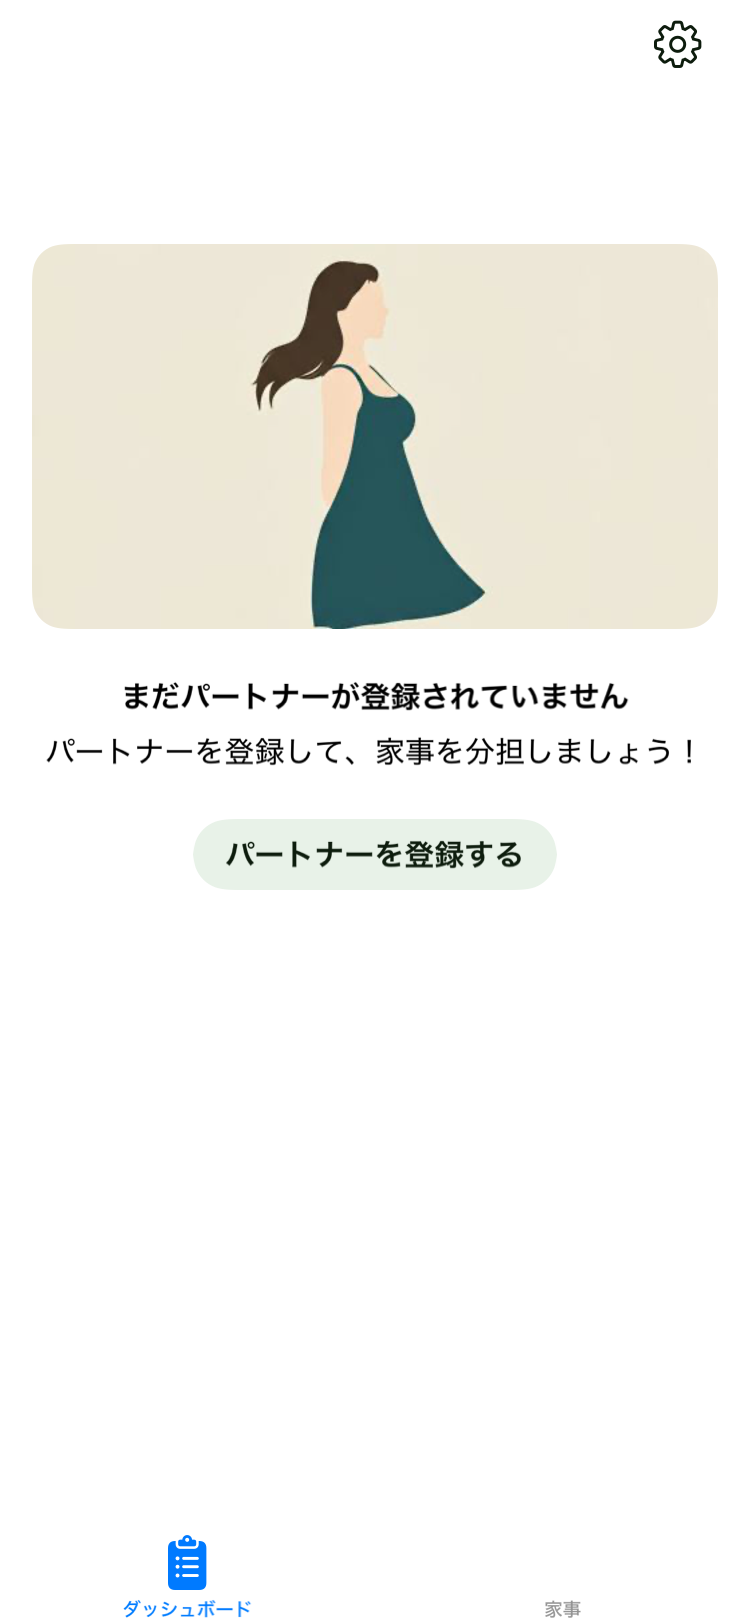 まだパートナーが登録されていません
パートナーを登録して、家事を分担しましょう！
パートナーを登録する
ダッシュボード
家事